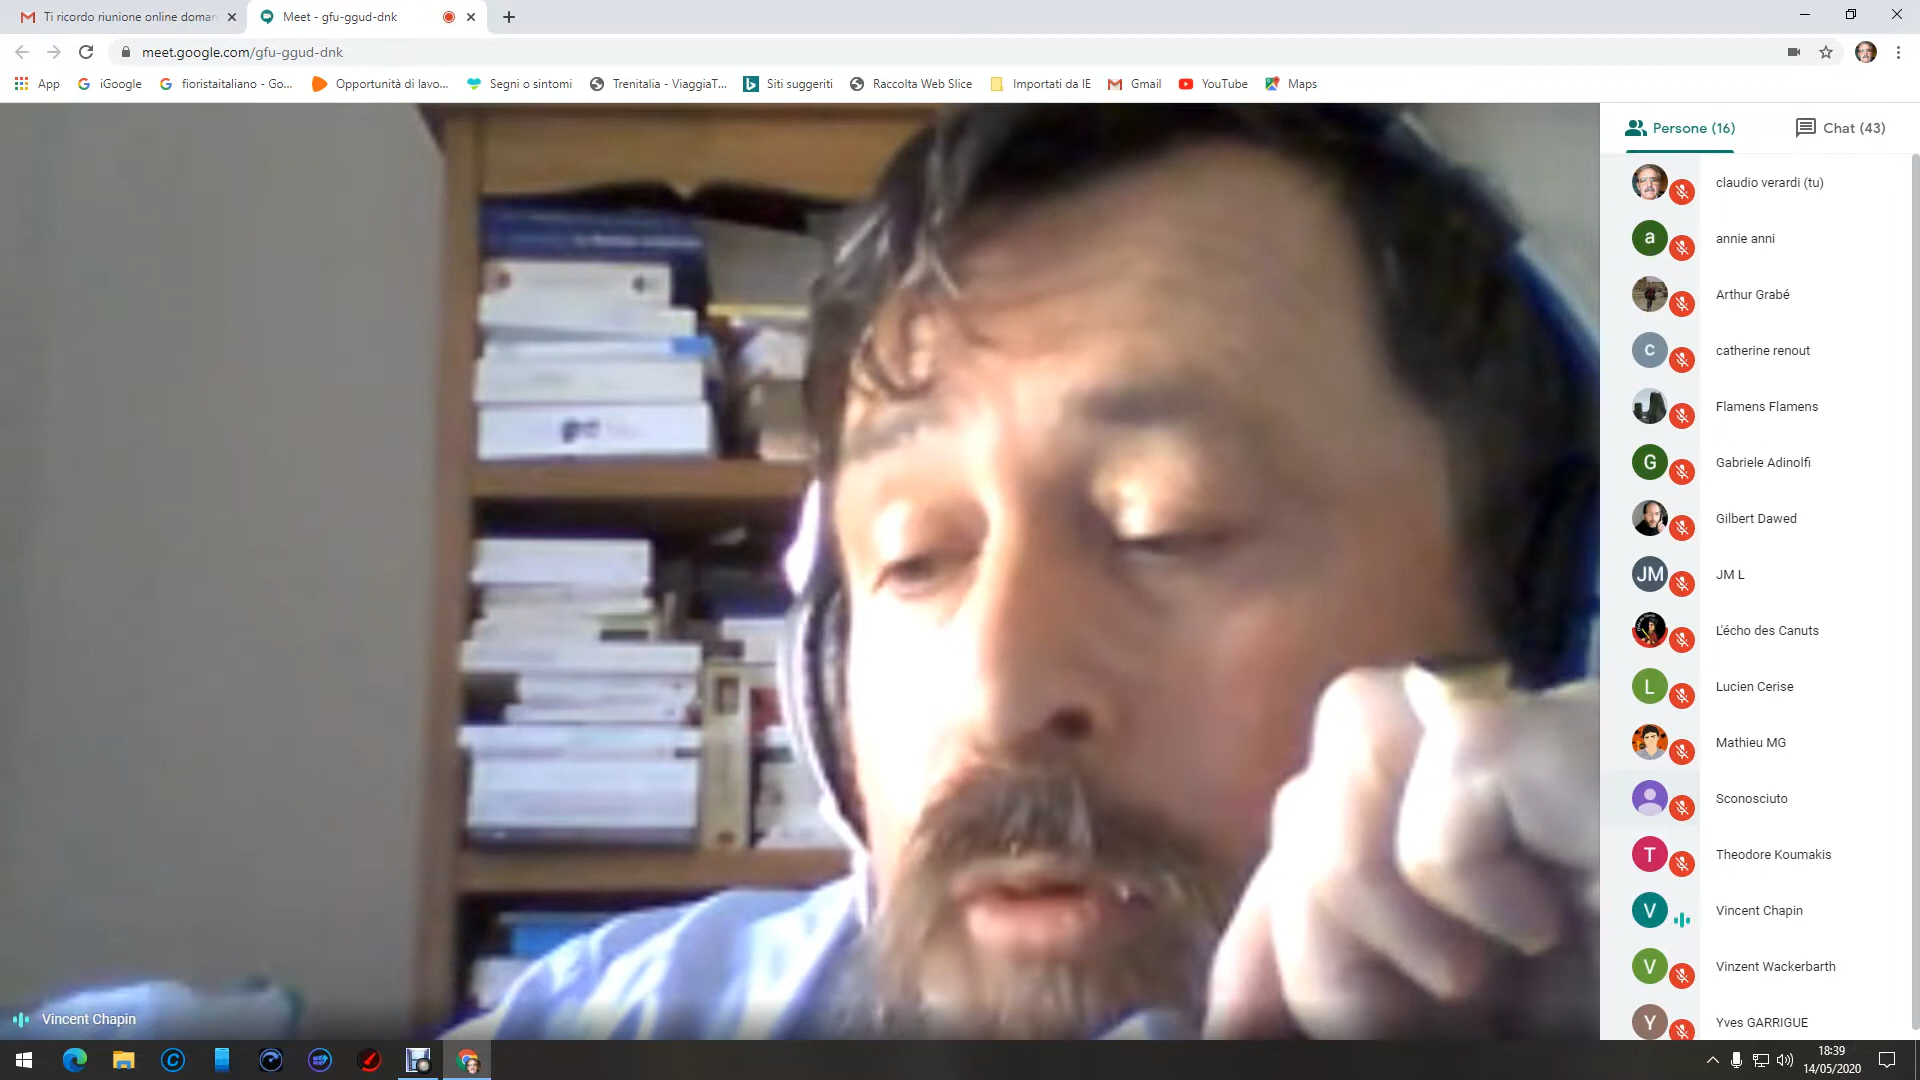 Ti ricordo riunione online domar
Meet - gfu-ggud-dnk
meet.google.com/gfu-ggud-dnk
App
iGoogle
fioristaitaliano - Go...
Opportunità di lavo...
Segni o sintomi
Trenitalia - ViaggiaT...
Siti suggeriti
Raccolta Web Slice
Importati da IE
Gmail
YouTube
Maps
Persone (16)
Chat (43)
claudio verardi (tu)
a
annie anni
Arthur Grabé
c
catherine renout
Flamens Flamens
G
Gabriele Adinolfi
Gilbert Dawed
JM
JM L
L'écho des Canuts
L
Lucien Cerise
Mathieu MG
Sconosciuto
T
Theodore Koumakis
V
Vincent Chapin
V
Vinzent Wackerbarth
Y
Yves GARRIGUE
Vincent Chapin
18:39
14/05/2020